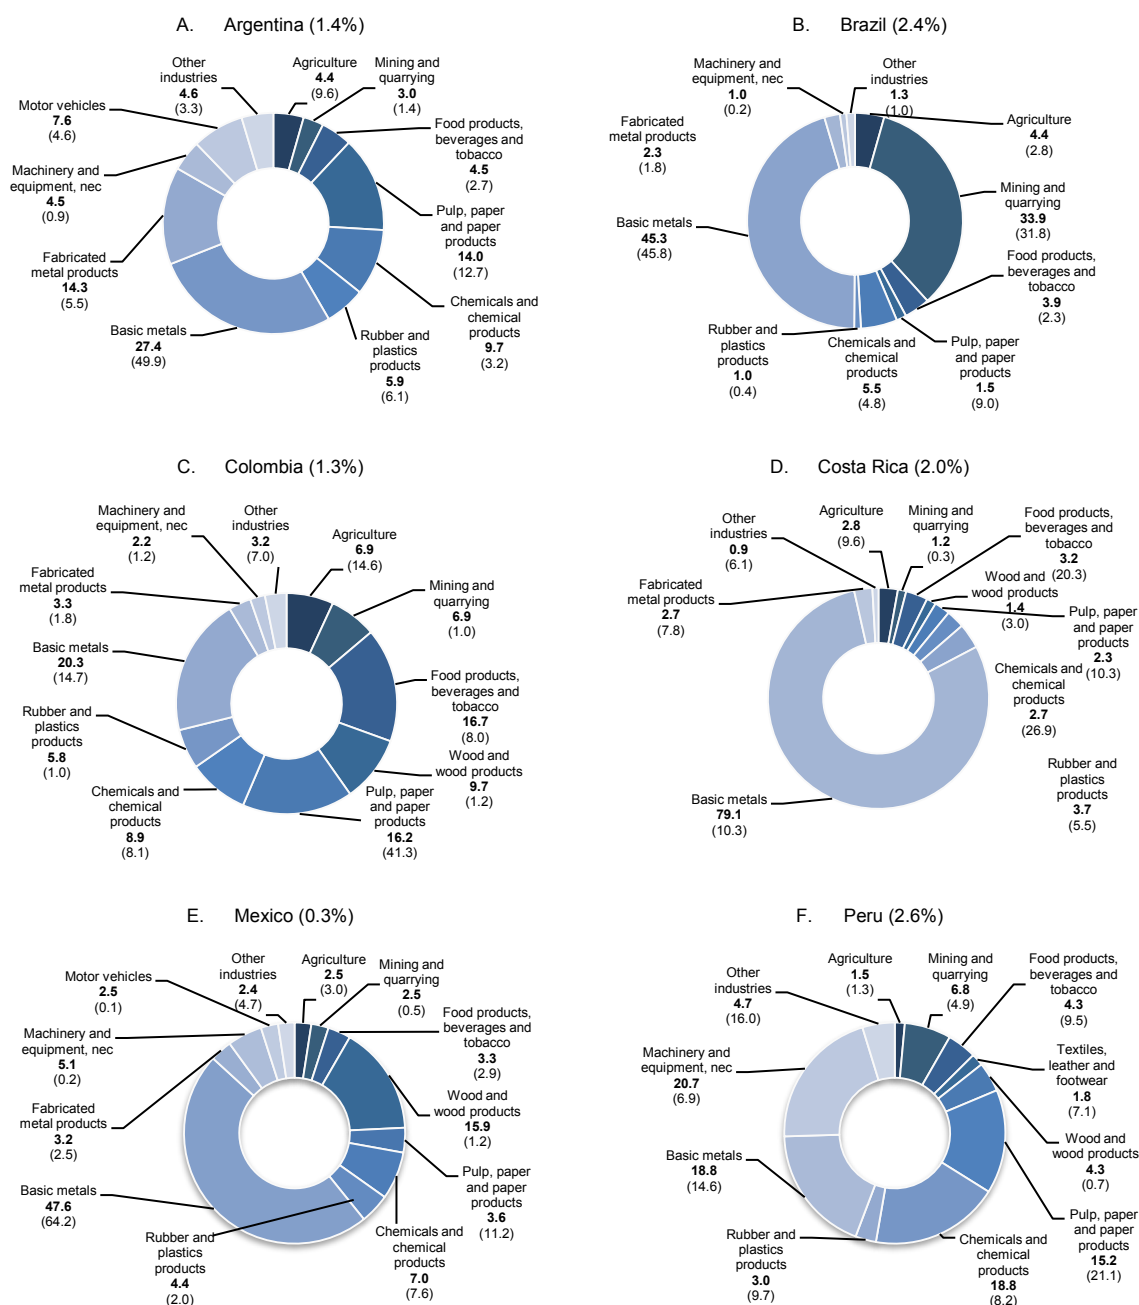 A. Argentina (1.4%)
Other
industries
4.6
(3.3)
Agriculture
4.4
(9.6)
Mining and
quarrying
3.0
(1.4)
Motor vehicles
7.6
(4.6)
Food products,
beverages and
tobacco
4.5
(2.7)
Machinery and
equipment, nec
4.5
(0.9)
Pulp, paper
and paper
products
14.0
(12.7)
Fabricated
metal products
14.3
(5.5)
Chemicals and
chemical
products
9.7
(3.2)
Basic metals
27.4
(49.9)
Rubber and
plastics
products
5.9
(6.1)
B. Brazil (2.4%)
Machinery and
equipment, nec
1.0
(0.2)
Other
industries
1.3
(1.0)
Fabricated
metal products
2.3
(1.8)
Agriculture
4.4
(2.8)
Mining and
quarrying
33.9
(31.8)
Basic metals
45.3
(45.8)
Food products,
beverages and
tobacco
3.9
(2.3)
Rubber and
plastics
products
1.0
(0.4)
Chemicals and
chemical
products
5.5
(4.8)
Pulp, paper
and paper
products
1.5
(9.0)
C. Colombia (1.3%)
Machinery and
equipment, nec
2.2
(1.2)
Other
industries
3.2
(7.0)
Agriculture
6.9
(14.6)
Fabricated
metal products
3.3
(1.8)
Mining and
quarrying
6.9
(1.0)
Basic metals
20.3
(14.7)
Food products,
beverages and
tobacco
16.7
(8.0)
Rubber and
plastics
products
5.8
(1.0)
Wood and
wood products
9.7
(1.2)
Chemicals and
chemical
products
8.9
(8.1)
Pulp, paper
and paper
products
16.2
(41.3)
D. Costa Rica (2.0%)
Other
industries
0.9
(6.1)
Agriculture
2.8
(9.6)
Mining and
quarrying
1.2
(0.3)
Food products,
beverages and
tobacco
3.2
(20.3)
Fabricated
metal products
2.7
(7.8)
Wood and
wood products
1.4
(3.0)
Pulp, paper
and paper
products
2.3
(10.3)
Chemicals and
chemical
products
2.7
(26.9)
Rubber and
plastics
products
3.7
(5.5)
Basic metals
79.1
(10.3)
E. Mexico (0.3%)
Motor vehicles
2.5
(0.1)
Other
industries
2.4
(4.7)
Agriculture
2.5
(3.0)
Mining and
quarrying
2.5
(0.5)
Machinery and
equipment, nec
5.1
(0.2)
Food products,
beverages and
tobacco
3.3
(2.9)
Fabricated
metal products
3.2
(2.5)
Wood and
wood products
15.9
(1.2)
Basic metals
47.6
(64.2)
Pulp, paper
and paper
products
3.6
(11.2)
Rubber and
plastics
products
4.4
(2.0)
Chemicals and
chemical
products
7.0
(7.6)
F. Peru (2.6%)
Other
industries
4.7
(16.0)
Agriculture
1.5
(1.3)
Mining and
quarrying
6.8
(4.9)
Food products,
beverages and
tobacco
4.3
(9.5)
Machinery and
equipment, nec
20.7
(6.9)
Textiles,
leather and
footwear
1.8
(7.1)
Wood and
wood products
4.3
(0.7)
Basic metals
18.8
(14.6)
Pulp, paper
and paper
products
15.2
(21.1)
Rubber and
plastics
products
3.0
(9.7)
Chemicals and
chemical
products
18.8
(8.2)